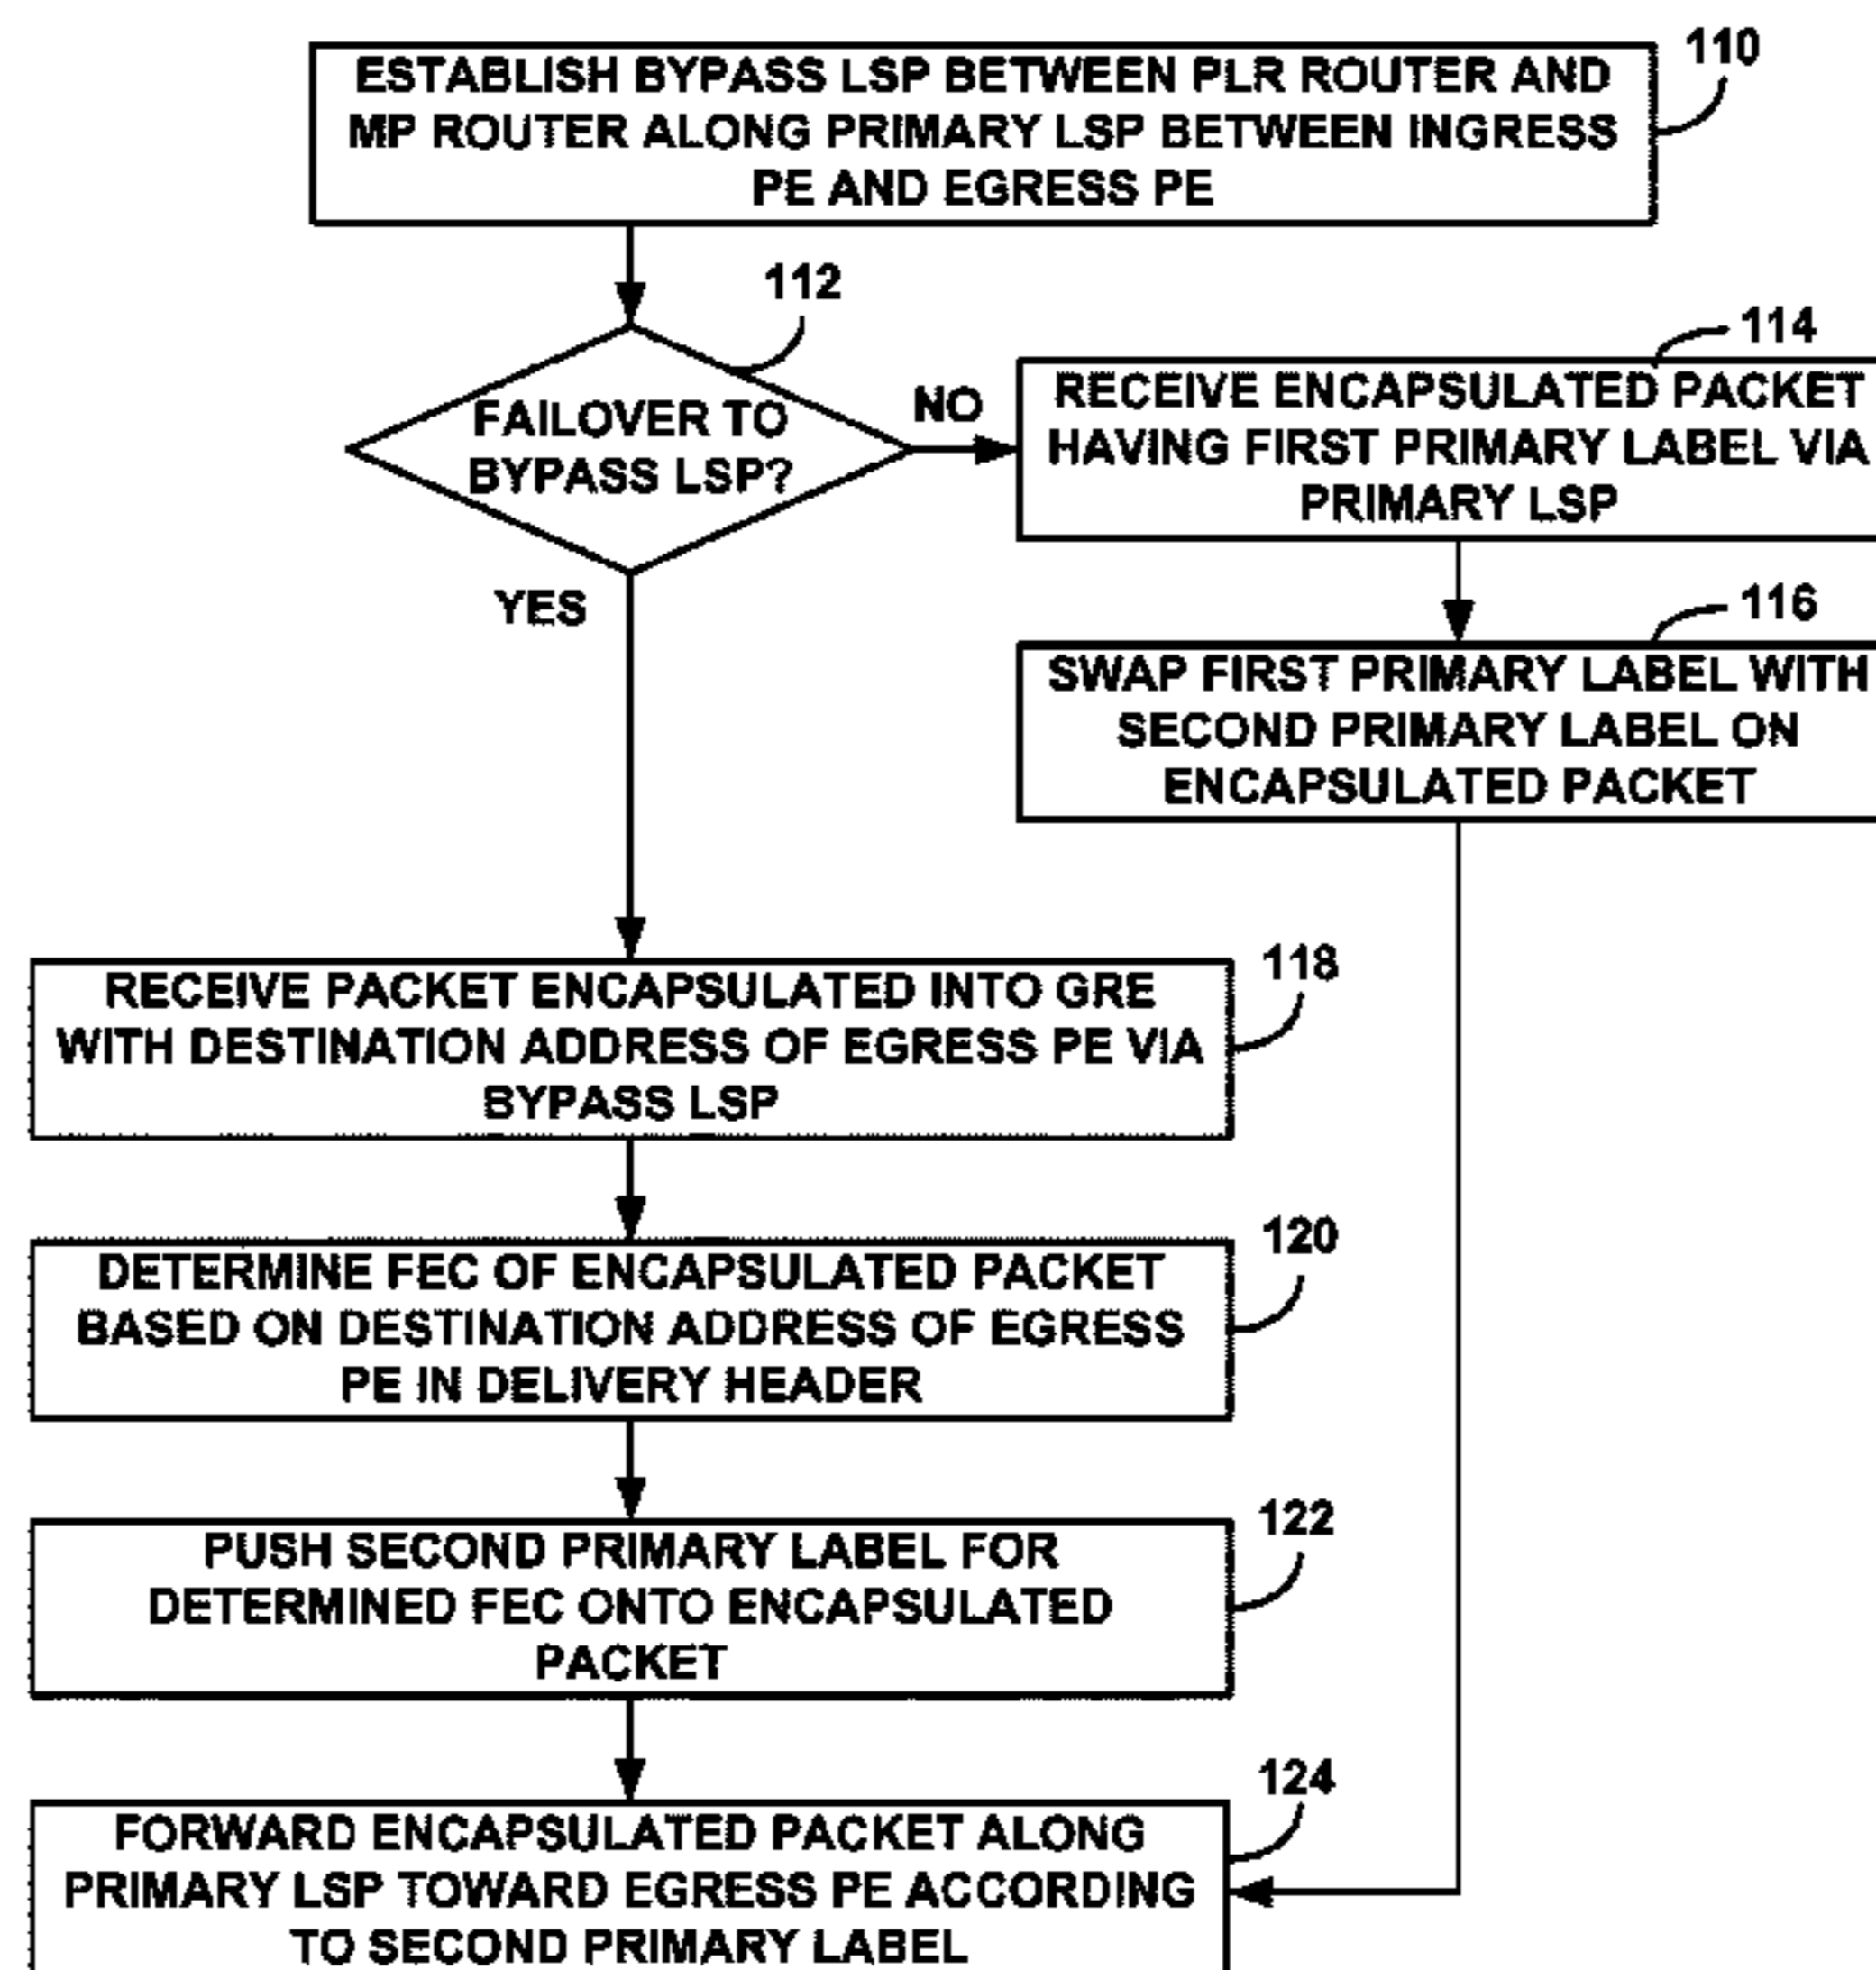 110
ESTABLISH BYPASS LSP BETWEEN PLR ROUTER AND
MP ROUTER ALONG PRIMARY LSP BETWEEN INGRESS
PE AND EGRESS PE
112
FAILOVER TO
BYPASS LSP?
NO
YES
114
RECEIVE ENCAPSULATED PACKET
HAVING FIRST PRIMARY LABEL VIA
PRIMARY LSP
116
SWAP FIRST PRIMARY LABEL WITH
SECOND PRIMARY LABEL ON
ENCAPSULATED PACKET
118
RECEIVE PACKET ENCAPSULATED INTO GRE
WITH DESTINATION ADDRESS OF EGRESS PE VIA
BYPASS LSP
120
DETERMINE FEC OF ENCAPSULATED PACKET
BASED ON DESTINATION ADDRESS OF EGRESS
PE IN DELIVERY HEADER
122
PUSH SECOND PRIMARY LABEL FOR
DETERMINED FEC ONTO ENCAPSULATED
PACKET
124
FORWARD ENCAPSULATED PACKET ALONG
PRIMARY LSP TOWARD EGRESS PE ACCORDING
TO SECOND PRIMARY LABEL